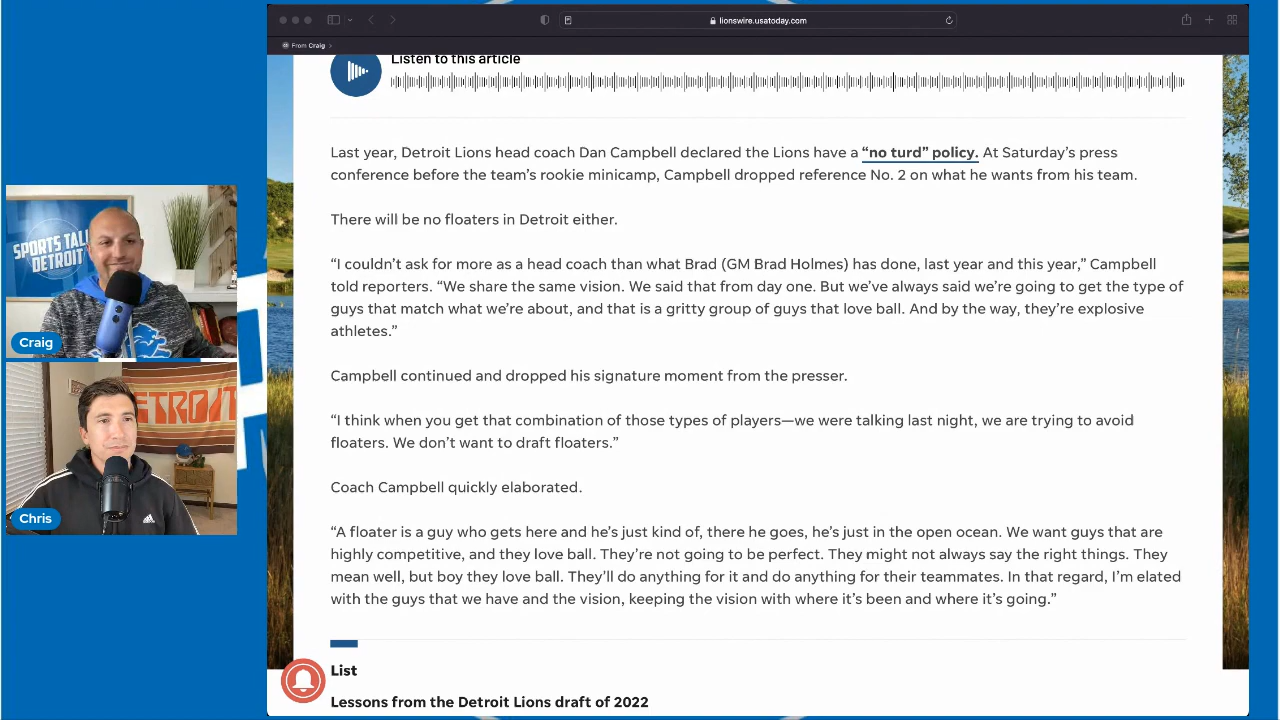 lionswire.usatoday.com
From Craig
Listen to this article
Last year, Detroit Lions head coach Dan Campbell declared the Lions have a “no turd” policy. At Saturday’s press
conference before the team’s rookie minicamp, Campbell dropped reference No. 2 on what he wants from his team.
There will be no floaters in Detroit either.
“I couldn’t ask for more as a head coach than what Brad (GM Brad Holmes) has done, last year and this year,” Campbell
told reporters. “We share the same vision. We said that from day one. But we’ve always said we’re going to get the type of
guys that match what we’re about, and that is a gritty group of guys that love ball. And by the way, they’re explosive
athletes.”
Campbell continued and dropped his signature moment from the presser.
“I think when you get that combination of those types of players—we were talking last night, we are trying to avoid
floaters. We don’t want to draft floaters.”
Coach Campbell quickly elaborated.
“A floater is a guy who gets here and he’s just kind of, there he goes, he’s just in the open ocean. We want guys that are
highly competitive, and they love ball. They’re not going to be perfect. They might not always say the right things. They
mean well, but boy they love ball. They’ll do anything for it and do anything for their teammates. In that regard, I’m elated
with the guys that we have and the vision, keeping the vision with where it’s been and where it’s going.”
List
Lessons from the Detroit Lions draft of 2022
SPORTS TAL
DETROIT
Craig
DETROIT
adidas
Chris